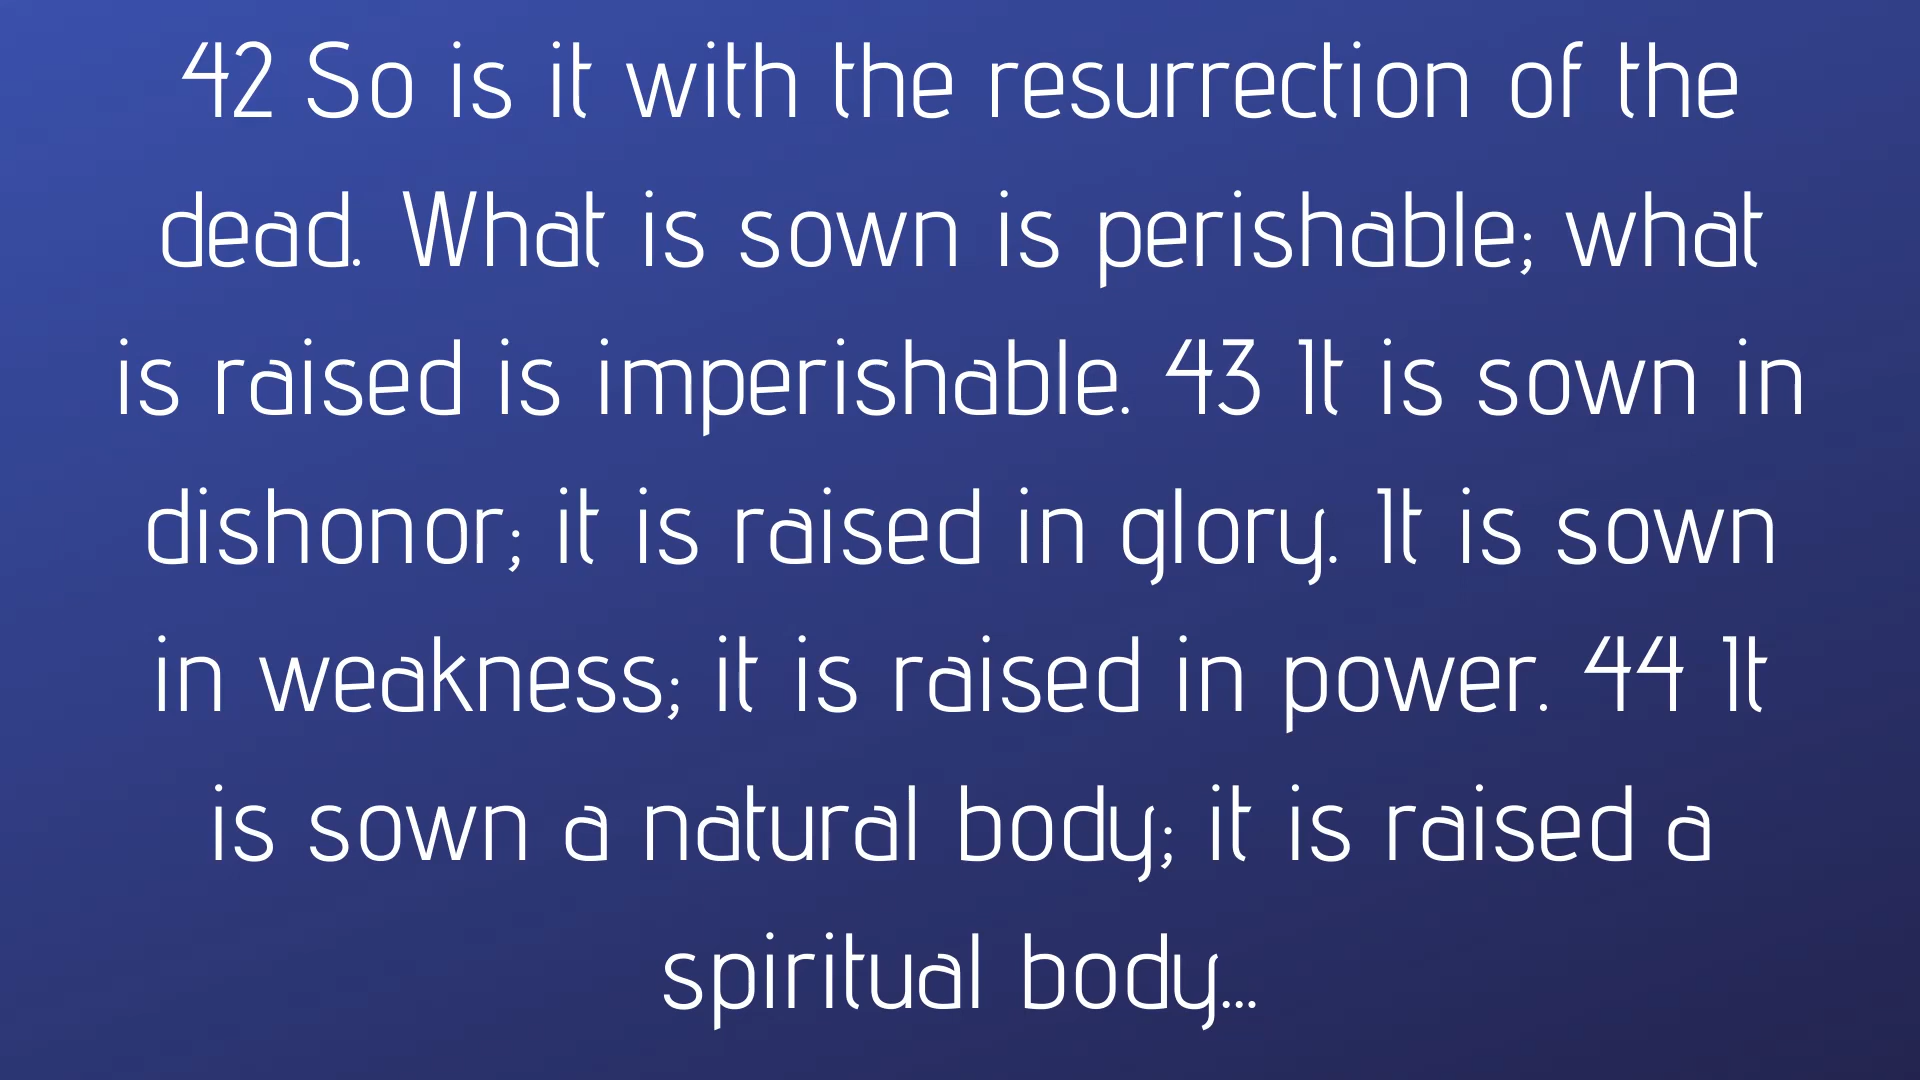 42 So is it with the resurrection of the
dead. What is sown is perishable; what
is raised is imperishable. 43 It is sown in
dishonor; it is raised in glory. It is sown
in weakness; it is raised in power. 44 It
is sown a natural body; it is raised a
spiritual body...